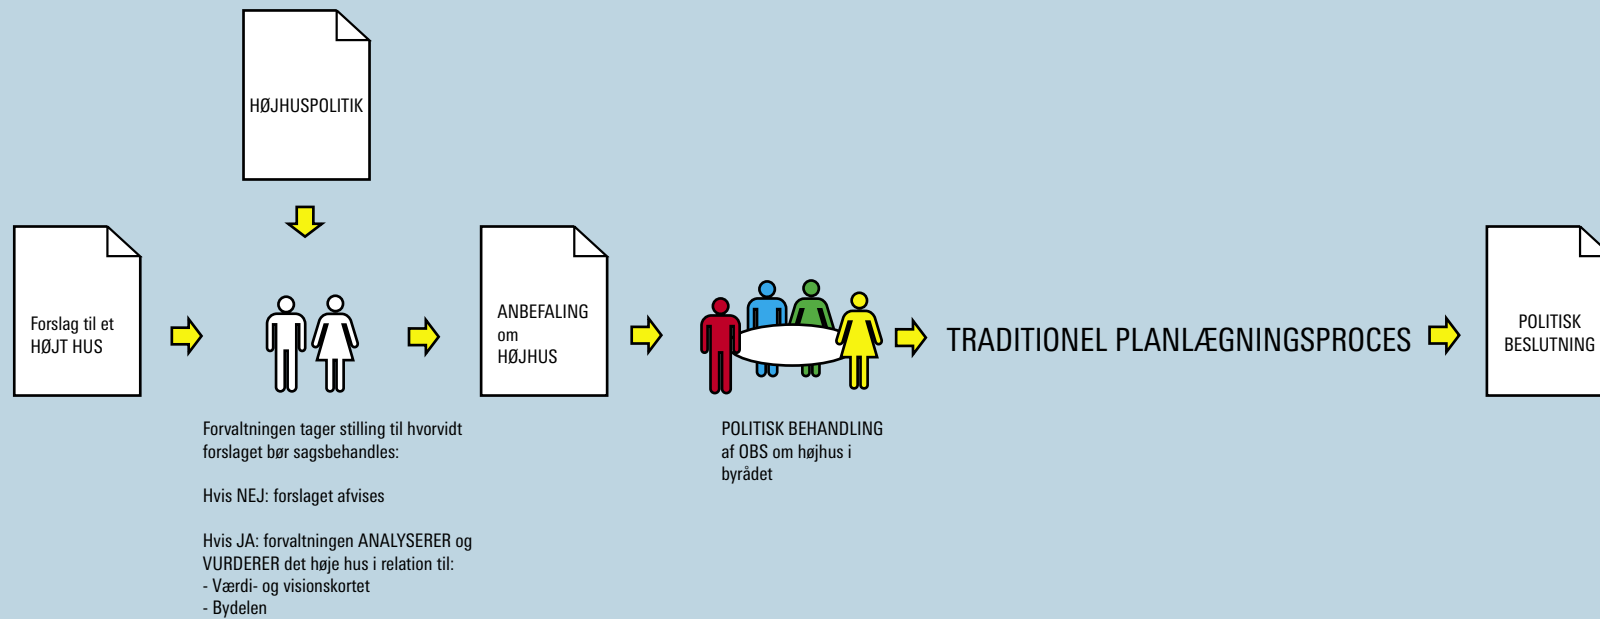 HØJHUSPOLITIK
Forslag til et
HØJT HUS
Forvaltningen tager stilling til hvorvidt
forslaget bør sagsbehandles:
Hvis NEJ: forslaget afvises
Hvis JA: forvaltningen ANALYSERER og
VURDERER det høje hus i relation til:
- Værdi- og visionskortet
- Bydelen
ANBEFALING
om
HØJHUS
POLITISK BEHANDLING
af OBS om højhus i
byrådet
TRADITIONEL PLANLÆGNINGSPROCES
POLITISK
BESLUTNING